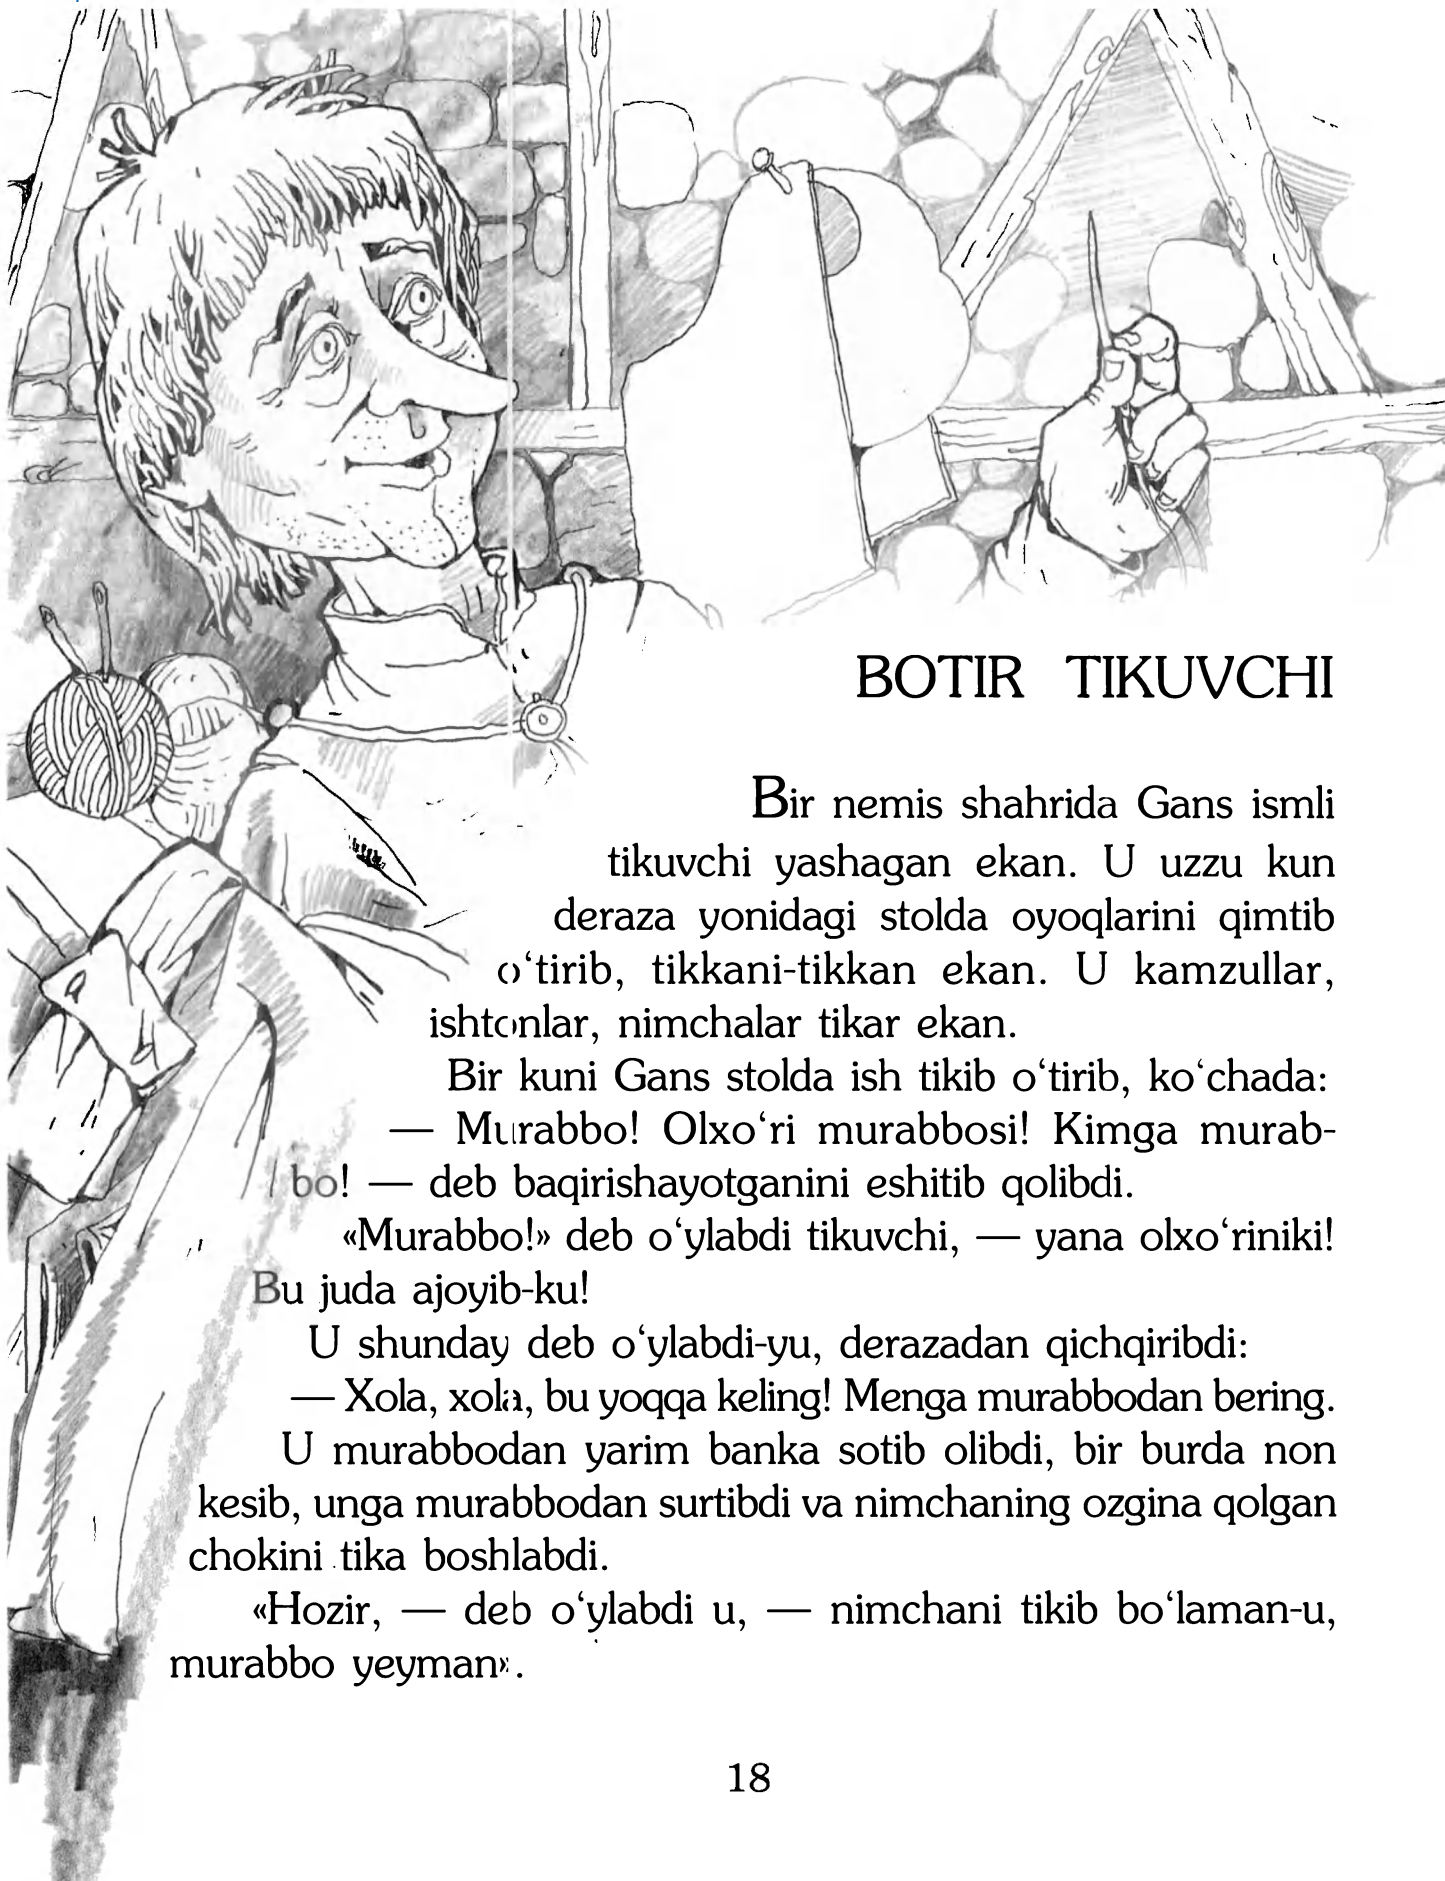 BOTIR TIKUVCHI
Bir nemis shahrida Gans ismli
tikuvchi yashagan ekan. U uzzu kun
deraza yonidagi stolda oyoqlarini qimtib
o‘tirib, tikkani-tikkan ekan. U kamzullar,
ishtonlar, nimchalar tikar ekan.
Bir kuni Gans stolda ish tikib o‘tirib, ko‘chada:
— Murabbo! Olxo‘ri murabbosi! Kimga murab-
bo! — deb baqirishayotganini eshitib qolibdi.
«Murabbo!» deb o‘ylabdi tikuvchi, — yana olxo‘riniki!
Bu juda ajoyib-ku!
U shunday deb o‘ylabdi-yu, derazadan qichqiribdi:
— Xola, xola, bu yoqqa keling! Menga murabbodan bering.
U murabbodan yarim banka sotib olibdi, bir burda non
kesib, unga murabbodan surtibdi va nimchaning ozgina qolgan
chokini tika boshlabdi.
«Hozir, — deb o‘ylabdi u, — nimchani tikib bo‘laman-u,
murabbo yeyman».
18